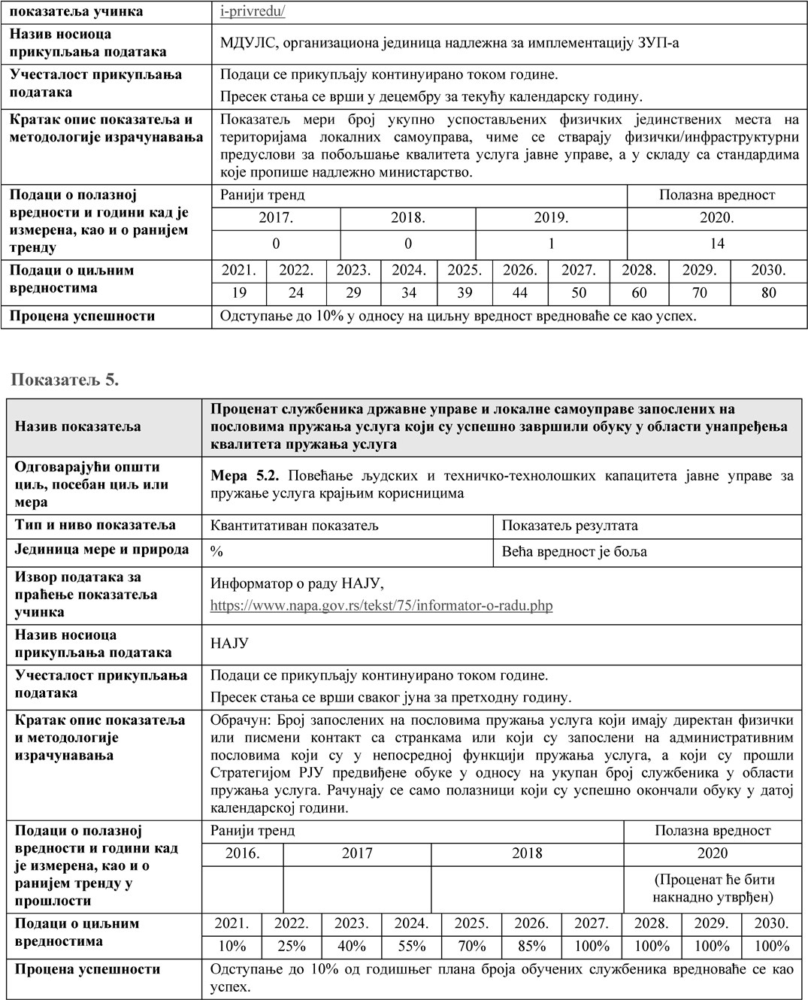 показатеља учинка
i-privredu/
Назив носиоца
прикупљања података
МДУЛС, организациона јединица надлежна за имплементацију ЗУП-а
Учесталост прикупљања
података
Подаци се прикупљају континуирано током године.
Пресек стања се врши у децембру за текућу календарску годину.
Кратак опис показатеља и
методологије израчунавања
Показатељ мери број укупно успостављених физичких јединствених места на
територијама локалних самоуправа, чиме се стварају физички/инфраструктурни
предуслови за побољшање квалитета услуга јавне управе, а у складу са стандардима
које пропише надлежно министарство.
Подаци о полазној
вредности и години кад је
измерена, као и о ранијем
тренду
Ранији тренд Полазна вредност
2017. 2018. 2019. 2020.
0 0 1 14
Подаци о циљним
вредностима
2021. 2022. 2023. 2024. 2025. 2026. 2027. 2028. 2029. 2030.
19 24 29 34 39 44 50 60 70 80
Процена успешности
Одступање до 10% у односу на циљну вредност вредноваће се као успех.
Показатељ 5.
Назив показатеља
Проценат службеника државне управе и локалне самоуправе запослених на
пословима пружања услуга који су успешно завршили обуку у области унапређења
квалитета пружања услуга
Одговарајући општи
циљ, посебан циљ или
мера
Мера 5.2. Повећање људских и техничко-технолошких капацитета јавне управе за
пружање услуга крајњим корисницима
Тип и ниво показатеља
Квантитативан показатељ Показатељ резултата
Јединица мере и природа
% Већа вредност је боља
Извор података за
праћење показатеља
учинка
Информатор о раду НАЈУ,
https://www.napa.gov.rs/tekst/75/informator-o-radu.php
Назив носиоца
прикупљања података
НАЈУ
Учесталост прикупљања
података
Подаци се прикупљају континуирано током године.
Пресек стања се врши сваког јуна за претходну годину.
Кратак опис показатеља
и методологије
израчунавања
Обрачун: Број запослених на пословима пружања услуга који имају директан физички
или писмени контакт са странкама или који су запослени на административним
пословима који су у непосредној функцији пружања услуга, а који су прошли
Стратегијом РЈУ предвиђене обуке у односу на укупан број службеника у области
пружања услуга. Рачунају се само полазници који су успешно окончали обуку у датој
календарској години.
Подаци о полазној
вредности и години кад
је измерена, као и о
ранијем тренду у
прошлости
Ранији тренд Полазна вредност
2016. 2017 2018 2020
(Проценат ће бити
накнадно утврђен)
Подаци о циљним
вредностима
2021. 2022. 2023. 2024. 2025. 2026. 2027. 2028. 2029. 2030.
10% 25% 40% 55% 70% 85% 100% 100% 100% 100%
Процена успешности
Одступање до 10% од годишњег плана броја обучених службеника вредноваће се као
успех.